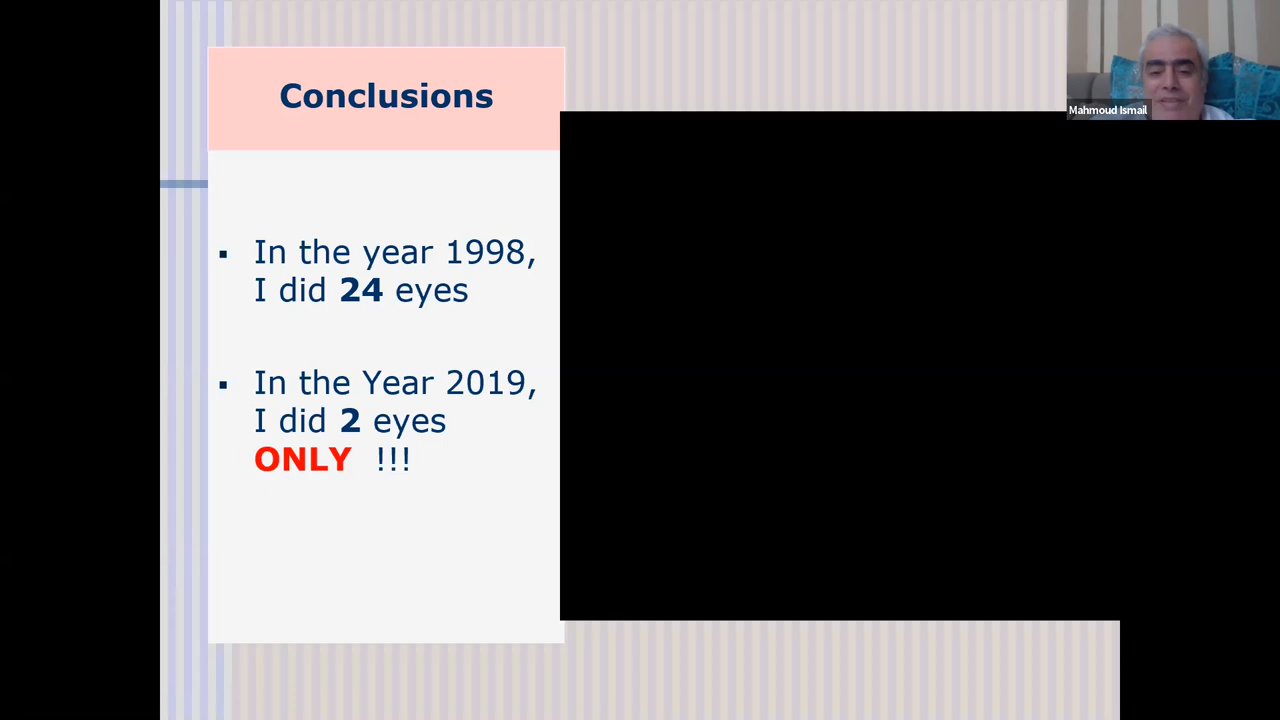 Conclusions
▪ In the year 1998,
I did 24 eyes
▪ In the Year 2019,
I did 2 eyes
ONLY !!!
Mahmoud Ismail